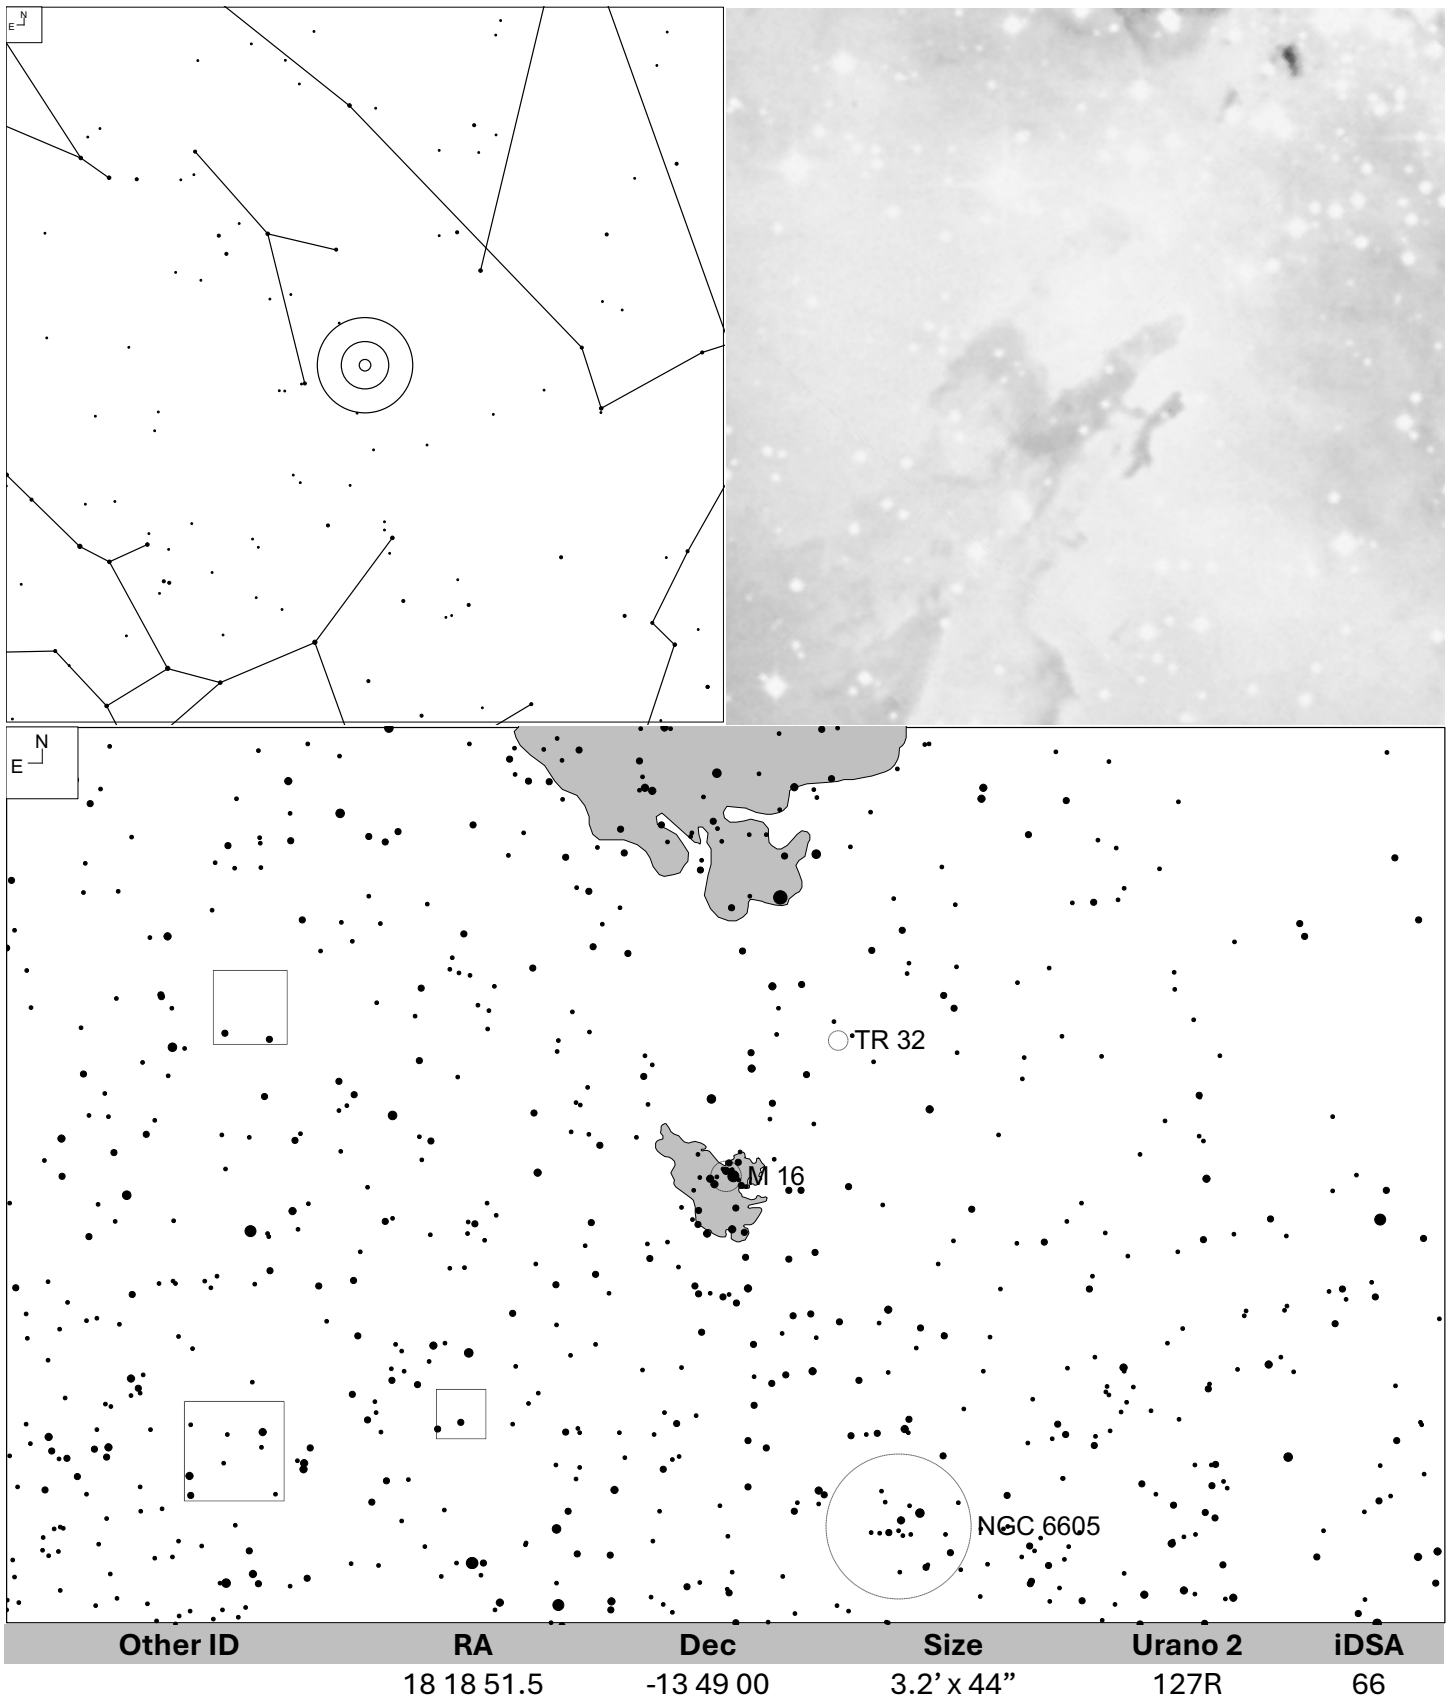 N
E
N
E
TR 32
M 16
NGC 6605
Other ID RA Dec Size Urano 2 iDSA
18 18 51.5 -13 49 00 3.2’ x 44” 127R 66